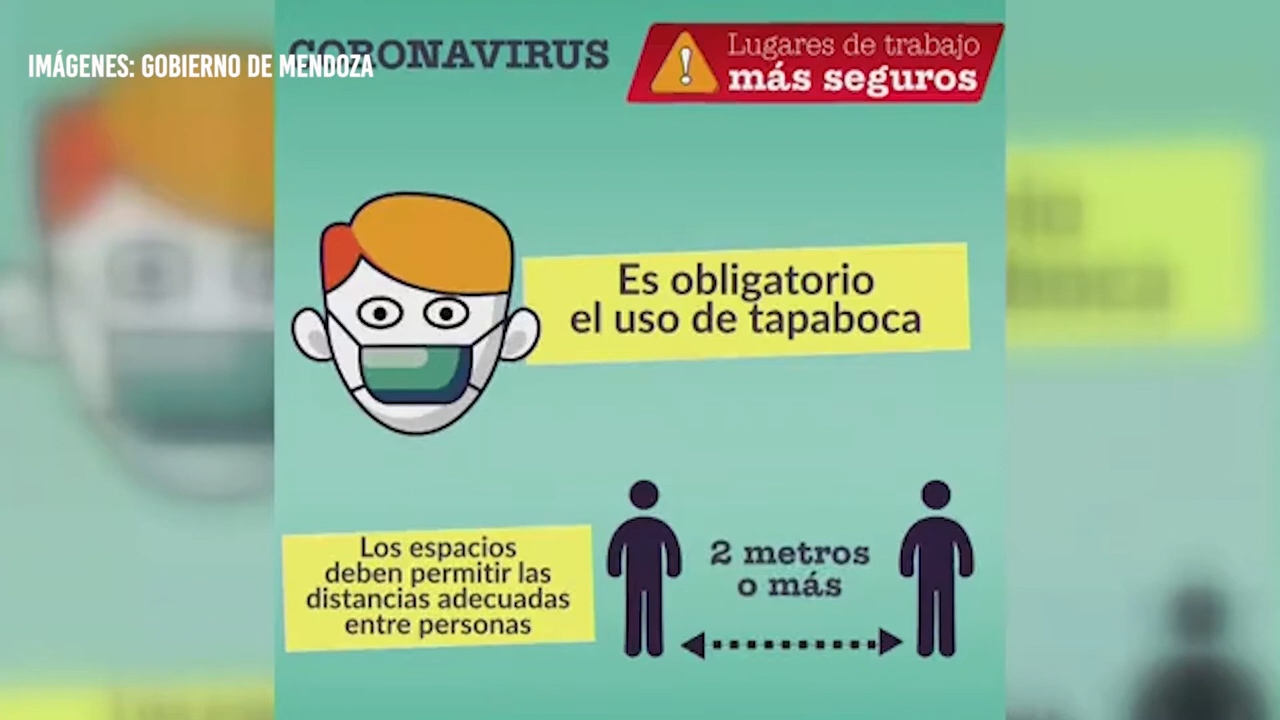 IMÁGENES: GOBIERNO DE MENDOZA
CORONAVIRUS
Lugares de trabajo
más seguros
Es obligatorio
el uso de tapaboca
Los espacios
deben permitir las
distancias adecuadas
entre personas
2 metros
o más